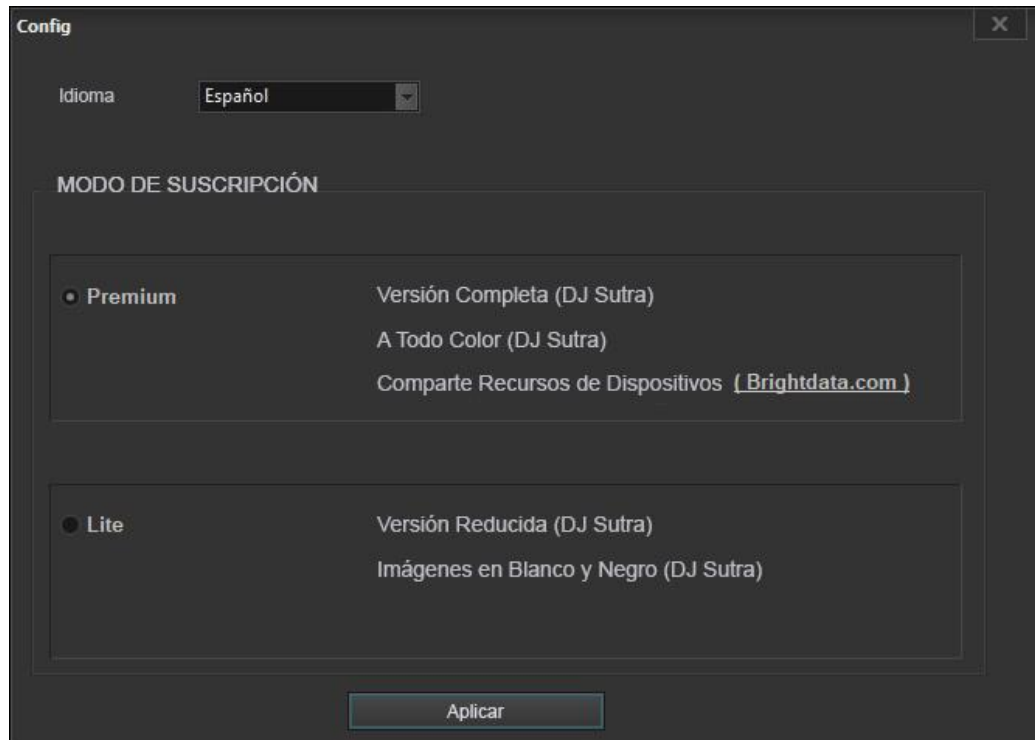 Config
Idioma Español
MODO DE SUSCRIPCIÓN
Premium Versión Completa (DJ Sutra)
A Todo Color (DJ Sutra)
Comparte Recursos de Dispositivos ( Brightdata.com )
Lite Versión Reducida (DJ Sutra)
Imágenes en Blanco y Negro (DJ Sutra)
Aplicar